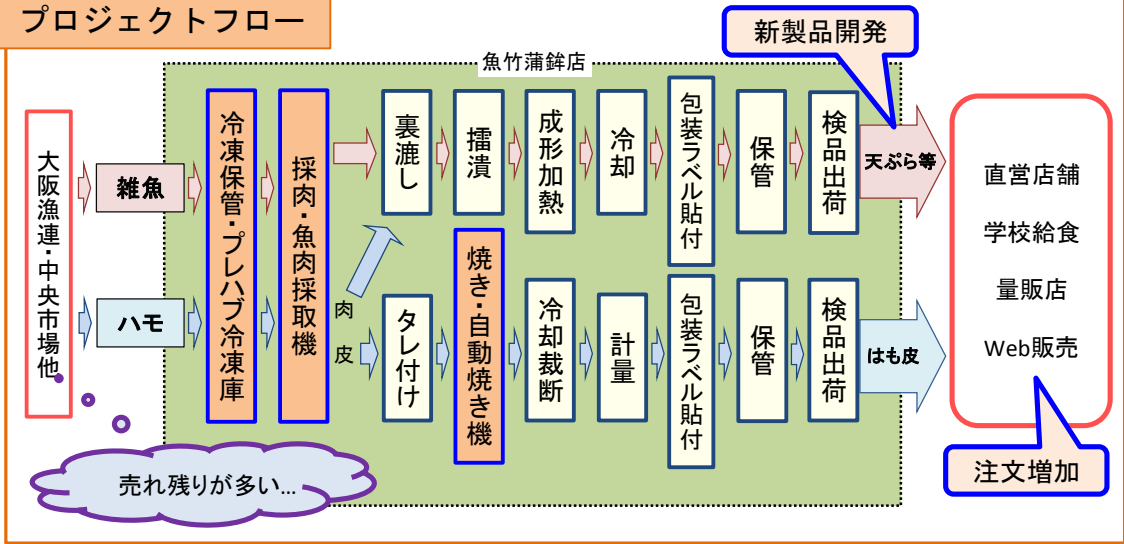 プロジェクトフロー
新製品開発
魚竹蒲鉾店
大阪漁連・中央市場他
雑魚
ハモ
冷凍保管・プレハブ冷凍庫
採肉・魚肉採取機
肉
皮
裏漉し
擂潰
成形加熱
冷却
包装ラベル貼付
保管
検品出荷
天ぷら等
タレ付け
焼き・自動焼き機
冷却裁断
計量
包装ラベル貼付
保管
検品出荷
はも皮
直営店舗
学校給食
量販店
Web販売
売れ残りが多い…
注文増加